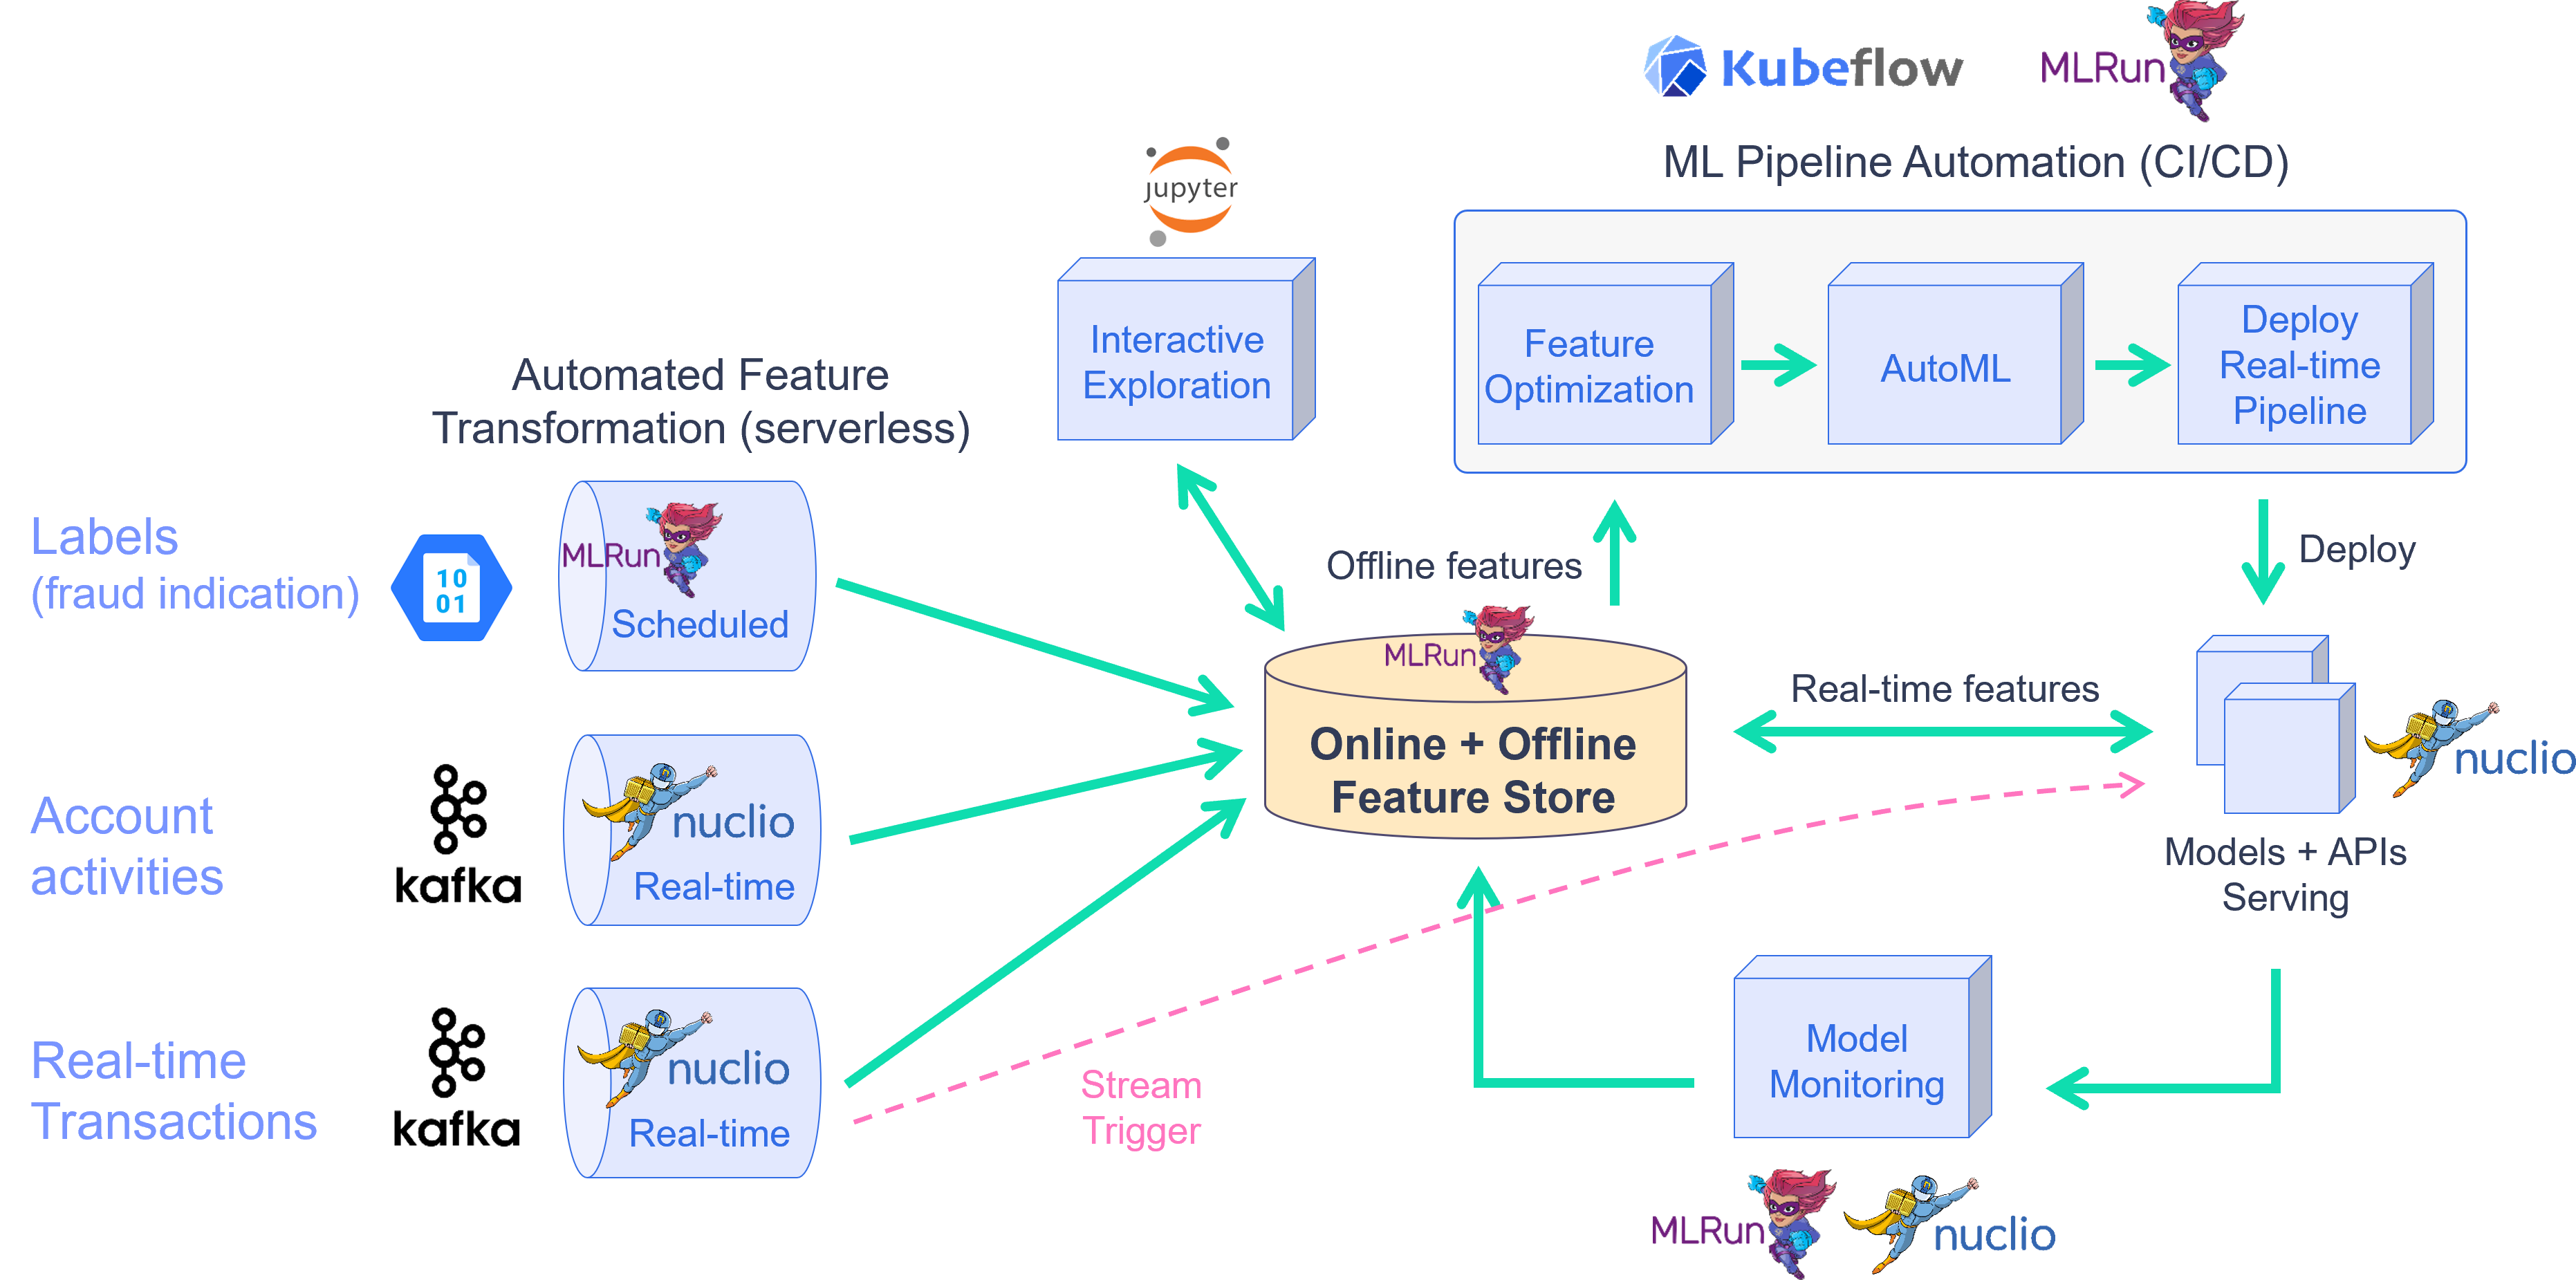 Kubeflow
MLRun
ML Pipeline Automation (CI/CD)
jupyter
Interactive
Exploration
Feature
Optimization
AutoML
Deploy
Real-time
Pipeline
Automated Feature
Transformation (serverless)
Labels
(fraud indication)
10
01
MLRun
Scheduled
Offline features
Deploy
MLRun
Online + Offline
Feature Store
Real-time features
nuclio
Models + APIs
Serving
Account
activities
kafka
nuclio
Real-time
Real-time
Transactions
kafka
nuclio
Real-time
Stream
Trigger
Model
Monitoring
MLRun
nuclio